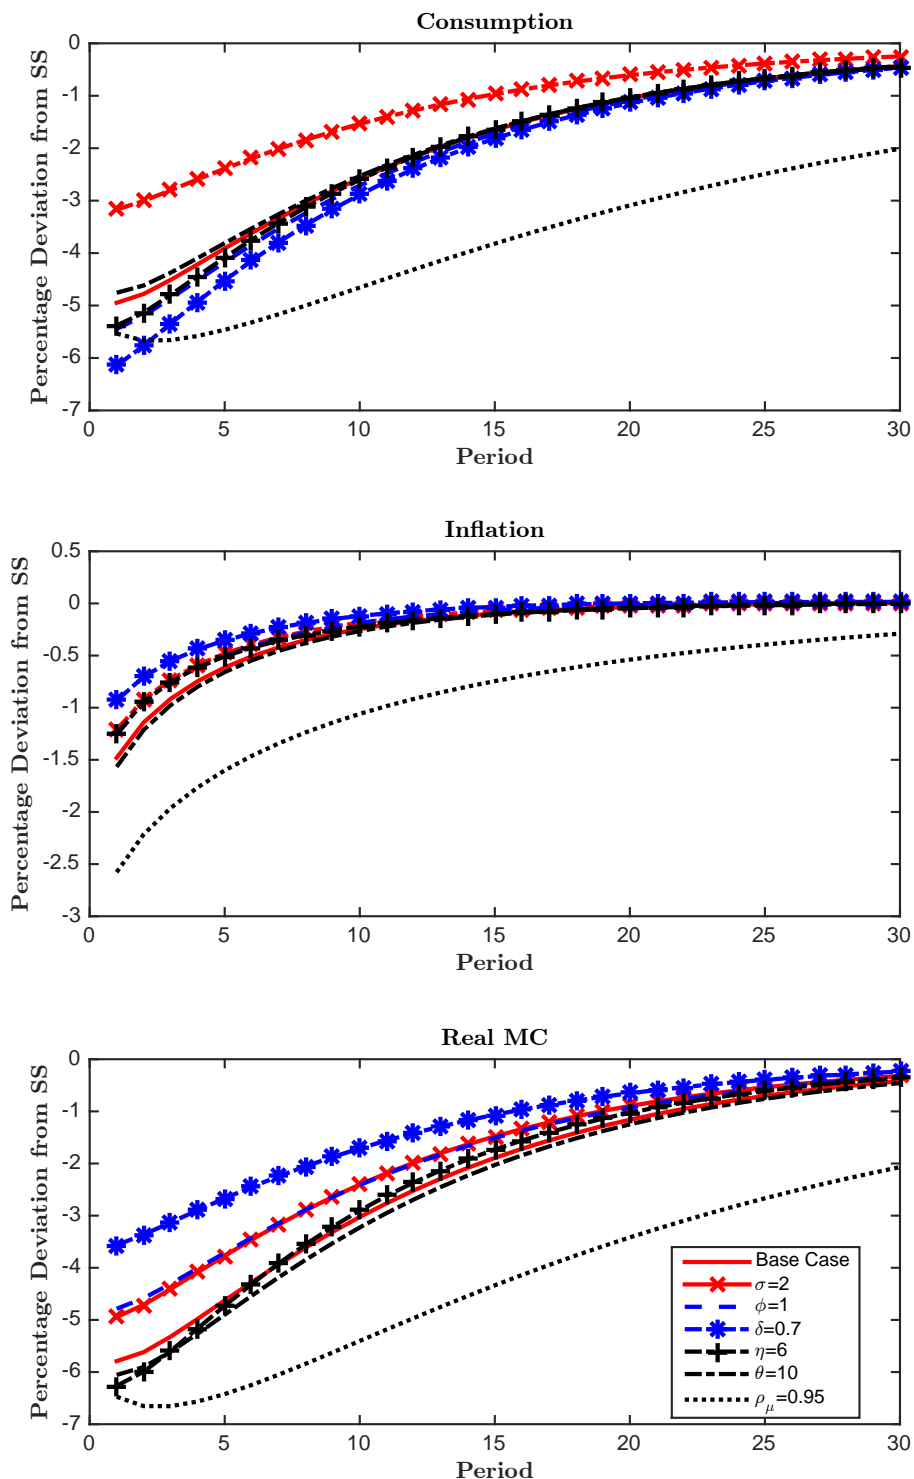 Consumption
Percentage Deviation from SS
0
-1
-2
-3
-4
-5
-6
-7
0 5 10 15 20 25 30
Period
Inflation
Percentage Deviation from SS
0.5
0
-0.5
-1
-1.5
-2
-2.5
-3
0 5 10 15 20 25 30
Period
Real MC
Percentage Deviation from SS
0
-1
-2
-3
-4
-5
-6
-7
0 5 10 15 20 25 30
Period
Base Case
σ=2
ϕ=1
δ=0.7
η=6
θ=10
ρ_μ=0.95